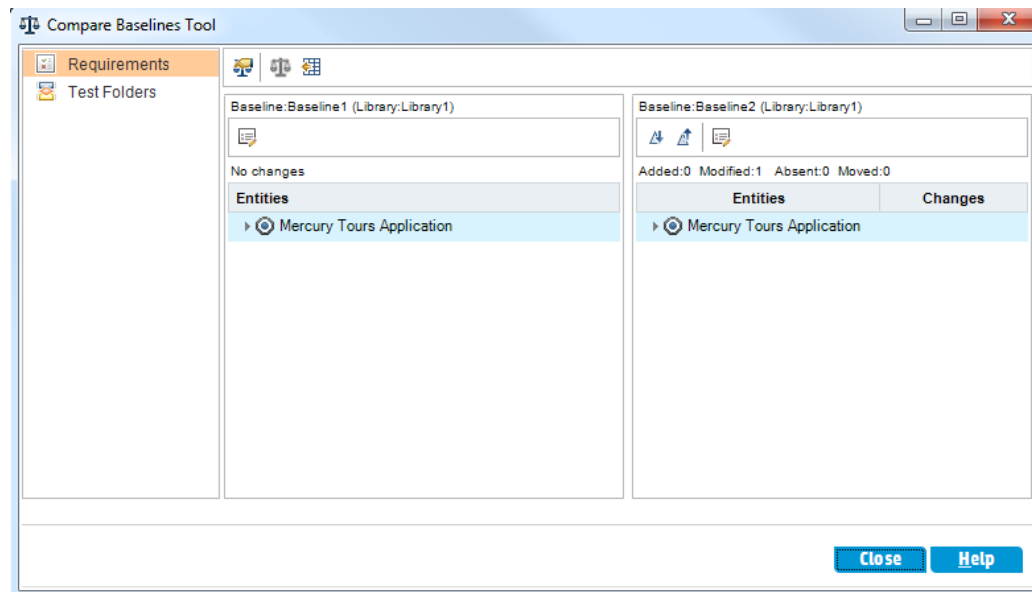 Compare Baselines Tool
Requirements
Test Folders
Baseline:Baseline1 (Library:Library1)
No changes
Entities
Mercury Tours Application
Baseline:Baseline2 (Library:Library1)
Added:0 Modified:1 Absent:0 Moved:0
Entities Changes
Mercury Tours Application
Close Help